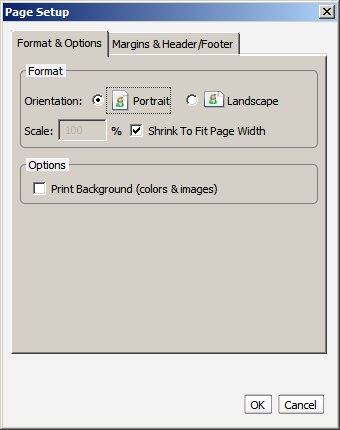 Page Setup
Format & Options Margins & Header/Footer
Format
Orientation: Portrait Landscape
Scale: 100 % Shrink To Fit Page Width
Options
Print Background (colors & images)
OK Cancel